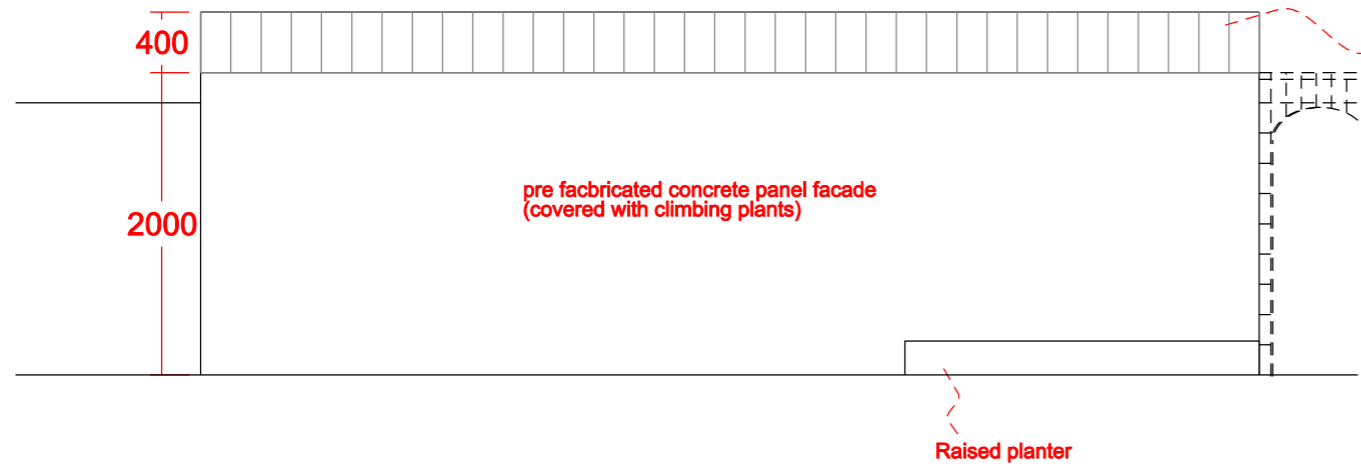 400
2000
pre facbricated concrete panel facade
(covered with climbing plants)
Raised planter